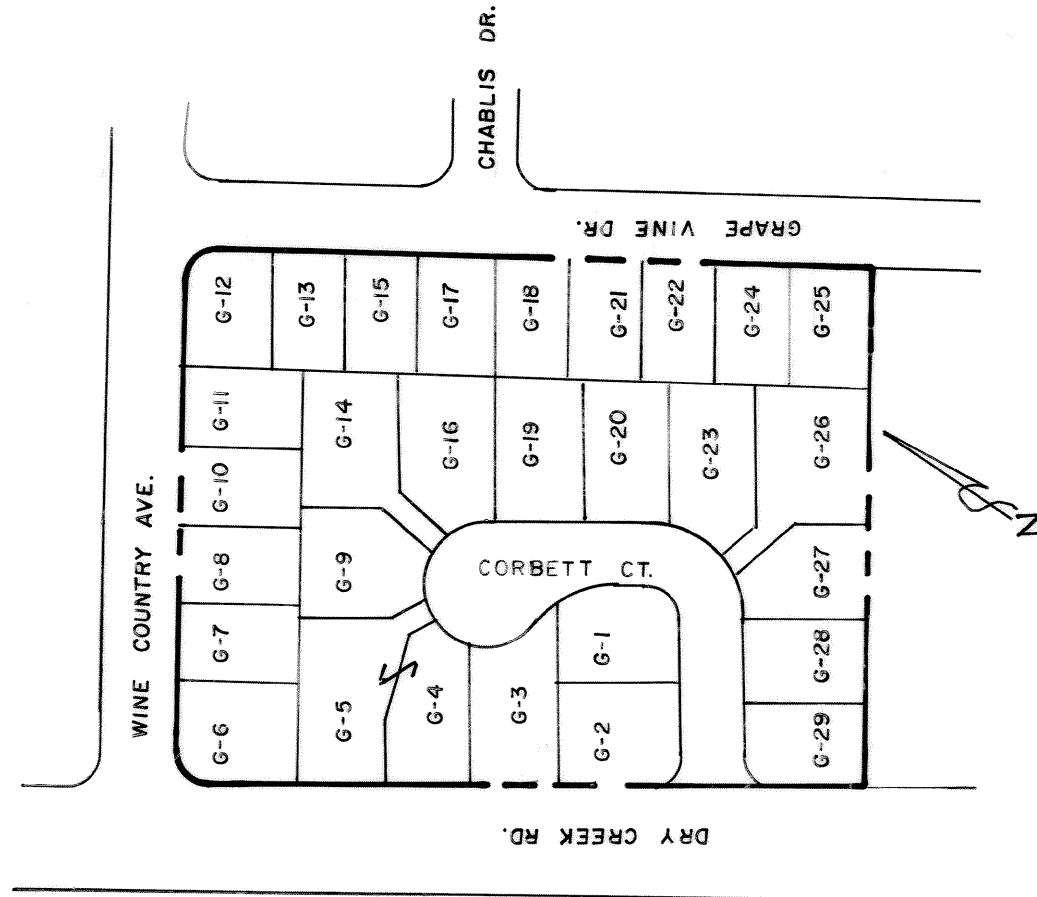 CHABLIS DR.
GRAPE VINE DR.
G-12
G-13
G-15
G-17
G-18
G-21
G-22
G-24
G-25
G-11
G-14
G-16
G-19
G-20
G-23
G-26
G-10
WINE COUNTRY AVE.
G-8
G-9
CORBETT CT.
G-27
G-7
G-1
G-28
G-6
G-5
G-4
G-3
G-2
G-29
DRY CREEK RD.
N